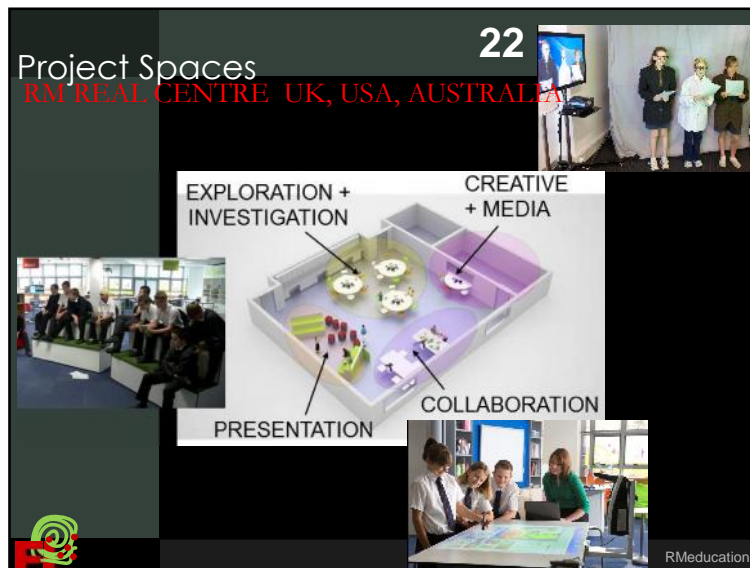 22
Project Spaces
RM REAL CENTRE UK, USA, AUSTRALIA
EXPLORATION +
INVESTIGATION
CREATIVE
+ MEDIA
PRESENTATION
COLLABORATION
RMeducation